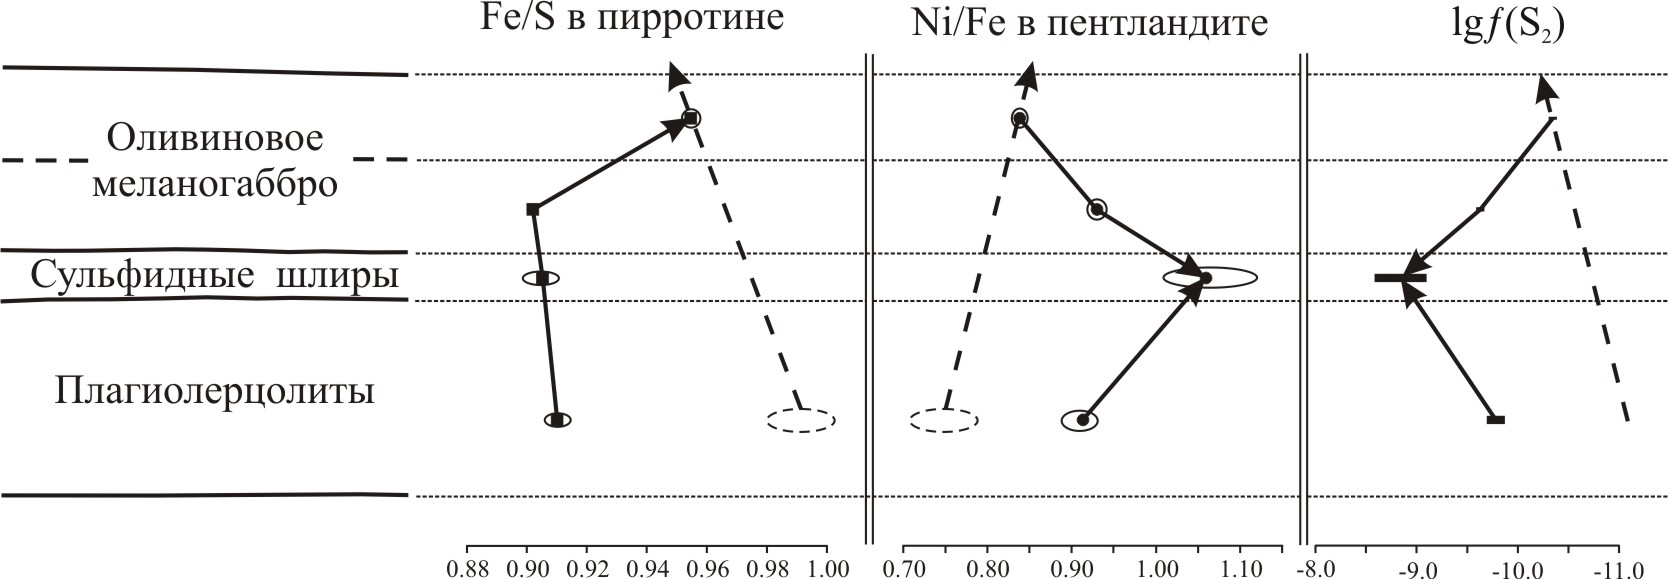 Fe/S в пирротине
Ni/Fe в пентландите
lgf(S₂)
Оливиновое
меланогаббро
Сульфидные шлиры
Плагиолерцолиты
0.88 0.90 0.92 0.94 0.96 0.98 1.00
0.70 0.80 0.90 1.00 1.10
-8.0 -9.0 -10.0 -11.0